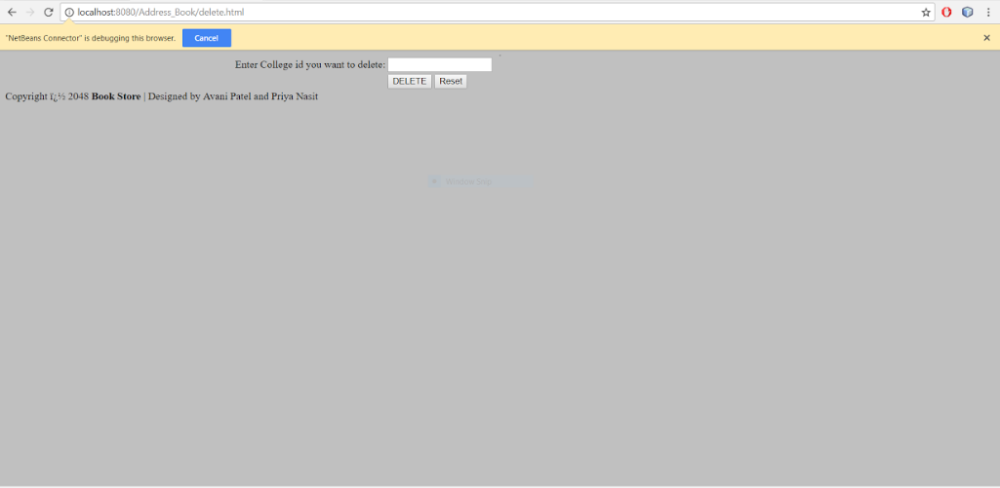 localhost:8080/Address_Book/delete.html
"NetBeans Connector" is debugging this browser. Cancel
Enter College id you want to delete:
DELETE Reset
Copyright ï¿½ 2048 Book Store | Designed by Avani Patel and Priya Nasit